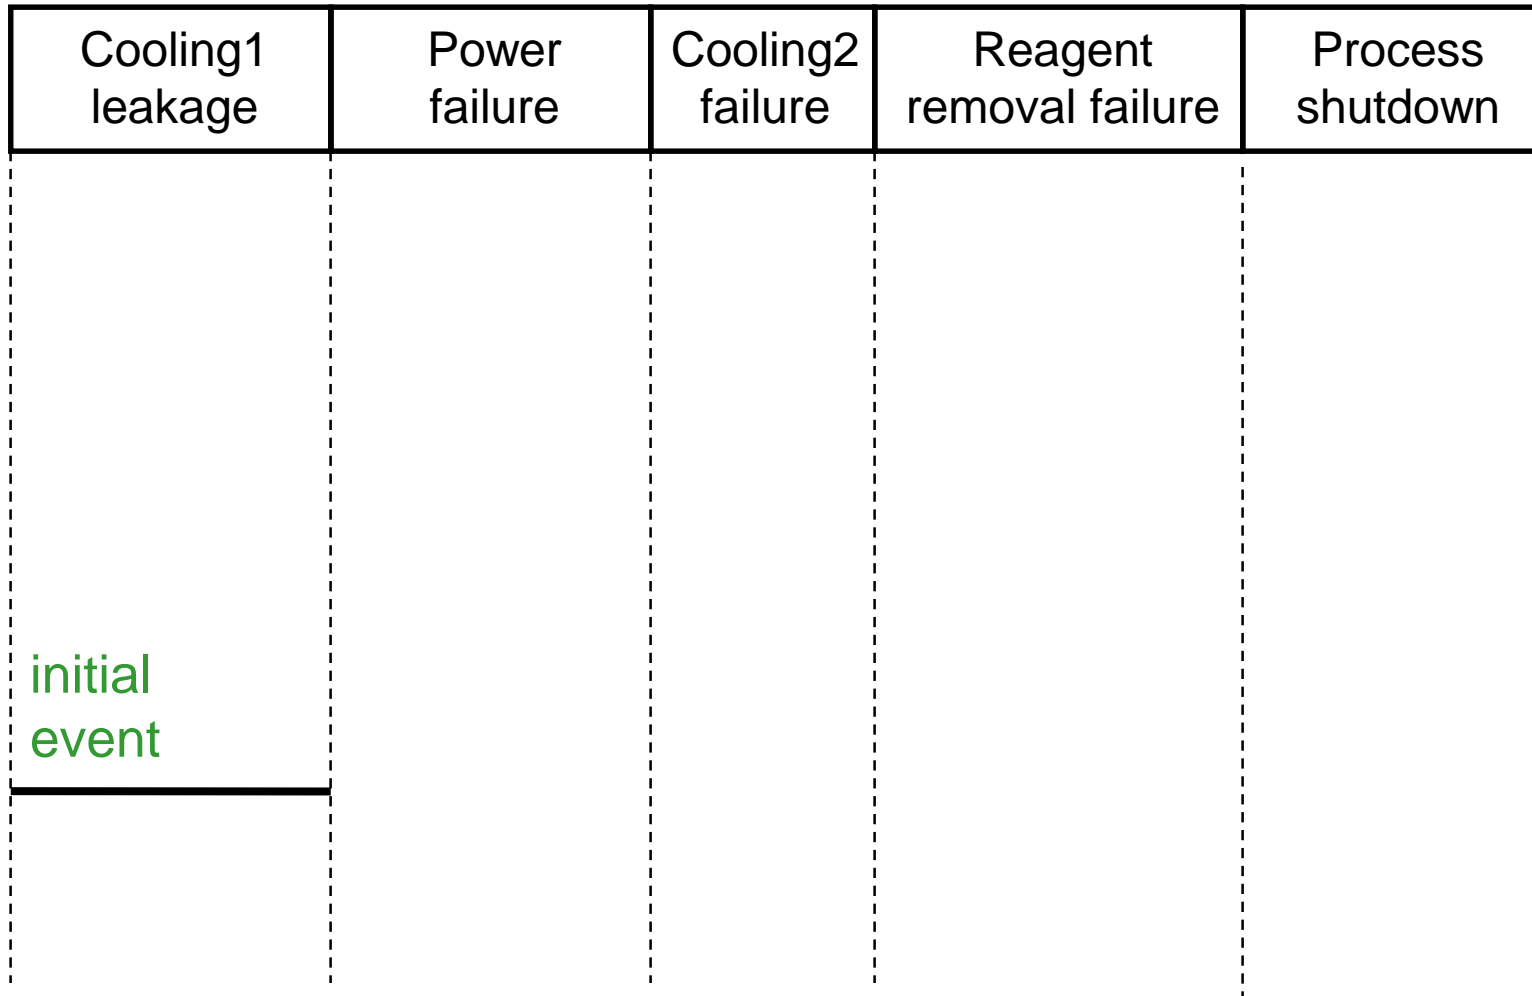 Cooling1
leakage
Power
failure
Cooling2
failure
Reagent
removal failure
Process
shutdown
initial
event